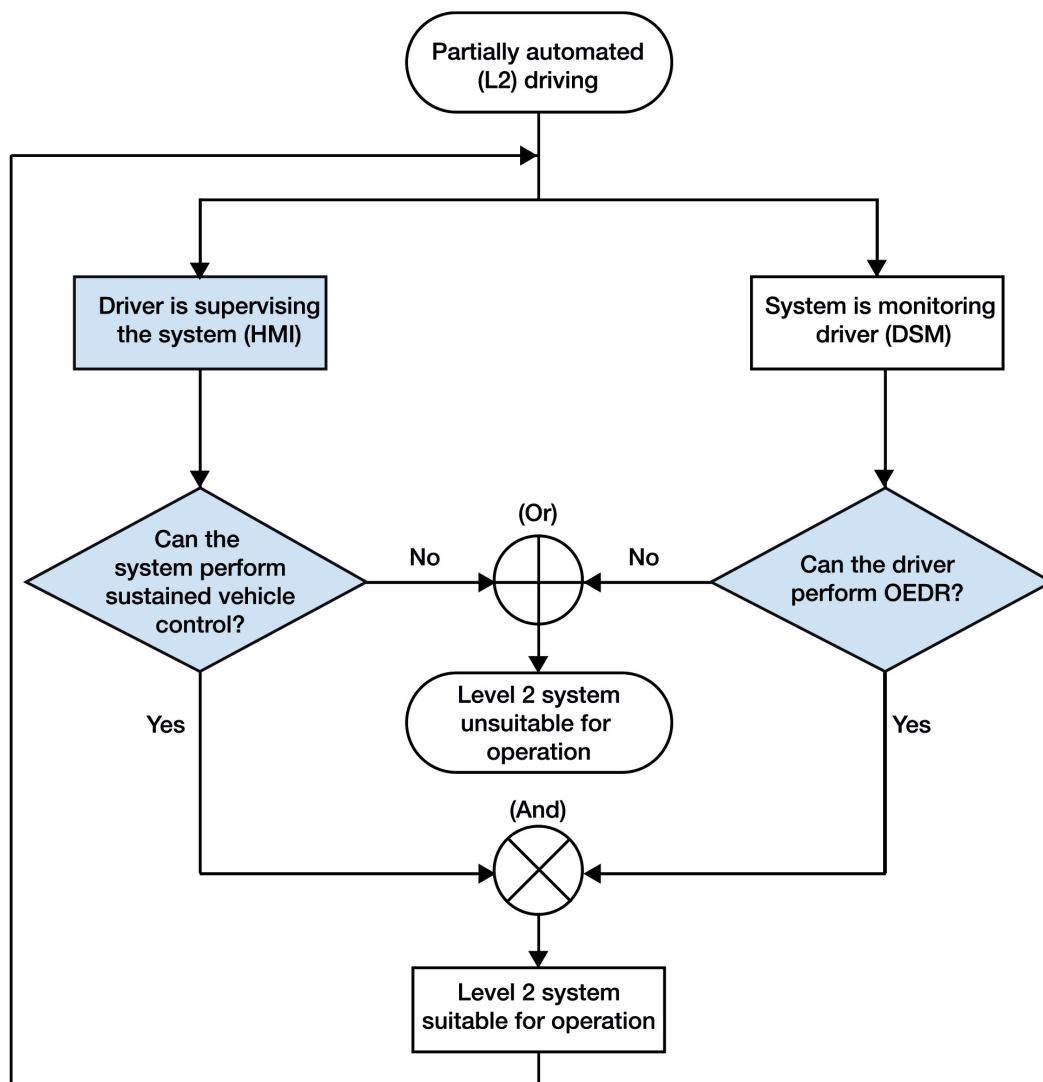 Partially automated
(L2) driving
Driver is supervising
the system (HMI)
System is monitoring
driver (DSM)
Can the
system perform
sustained vehicle
control?
No
(Or)
No
Can the driver
perform OEDR?
Yes
Level 2 system
unsuitable for
operation
Yes
(And)
Level 2 system
suitable for operation